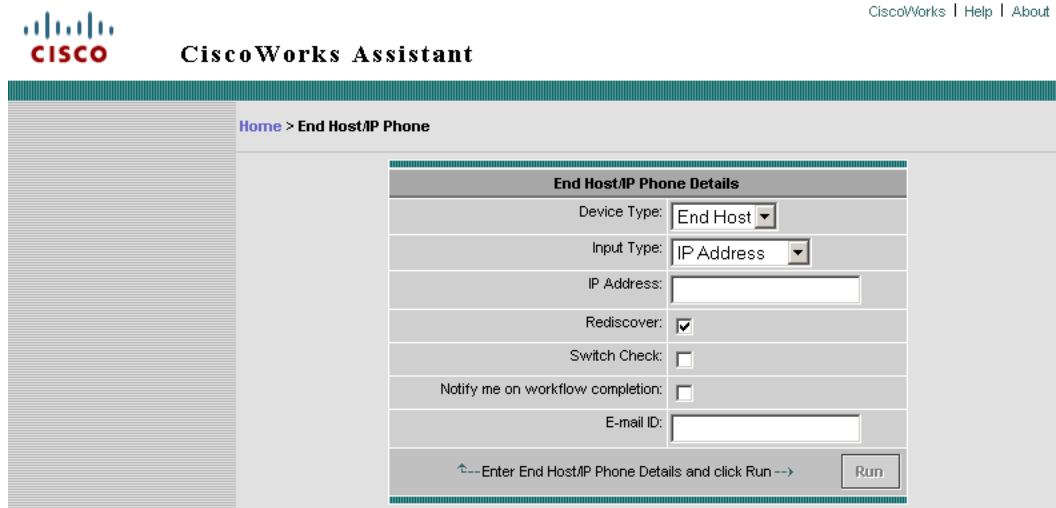 CiscoWorks | Help | About
CISCO
CiscoWorks Assistant
Home > End Host/IP Phone
End Host/IP Phone Details
Device Type: End Host
Input Type: IP Address
IP Address:
Rediscover:
Switch Check:
Notify me on workflow completion:
E-mail ID:
Enter End Host/IP Phone Details and click Run
Run